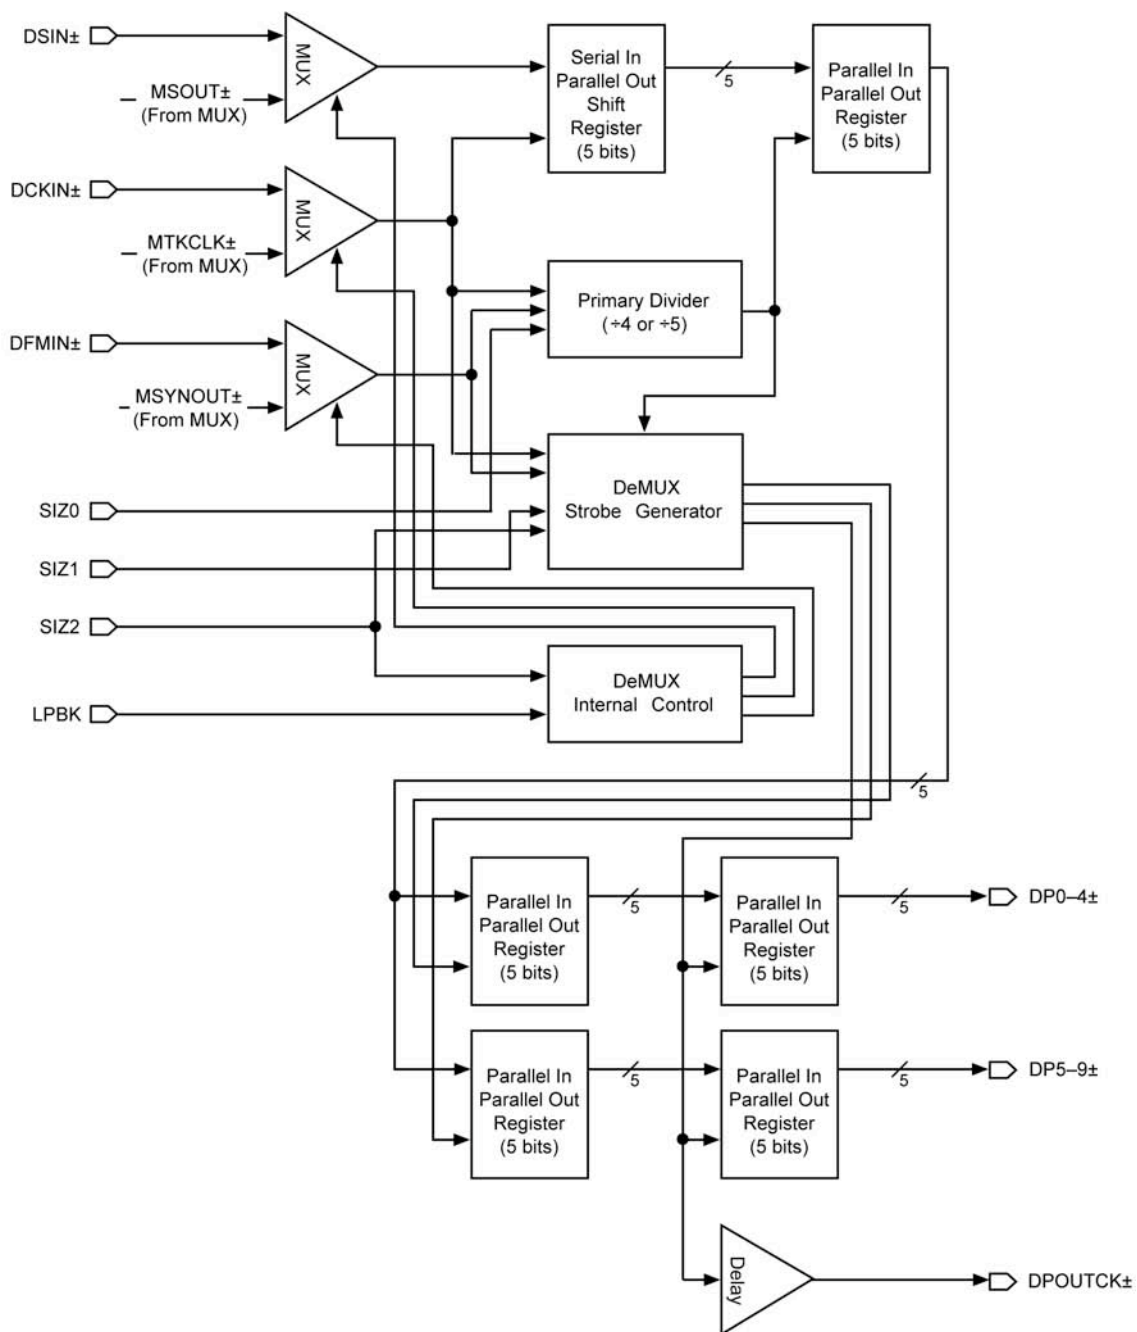 DSIN±
MSOUT±
(From MUX)
MUX
Serial In
Parallel Out
Shift
Register
(5 bits)
5
Parallel In
Parallel Out
Register
(5 bits)
DCKIN±
MTKCLK±
(From MUX)
MUX
Primary Divider
(÷4 or ÷5)
DFMIN±
MSYNOUT±
(From MUX)
MUX
DeMUX
Strobe Generator
SIZ0
SIZ1
SIZ2
LPBK
DeMUX
Internal Control
5
Parallel In
Parallel Out
Register
(5 bits)
5
Parallel In
Parallel Out
Register
(5 bits)
5
DP0–4±
Parallel In
Parallel Out
Register
(5 bits)
5
Parallel In
Parallel Out
Register
(5 bits)
5
DP5–9±
Delay
DPOUTCK±